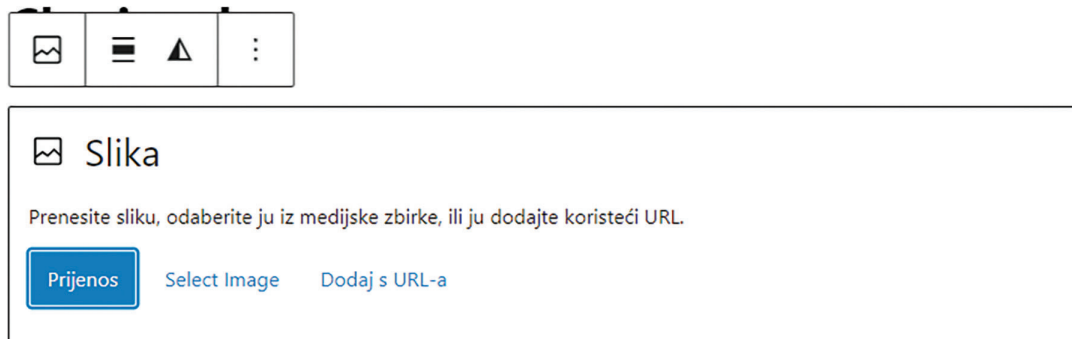 Slika
Prenesite sliku, odaberite ju iz medijske zbirke, ili ju dodajte koristeći URL.
Prijenos Select Image Dodaj s URL-a